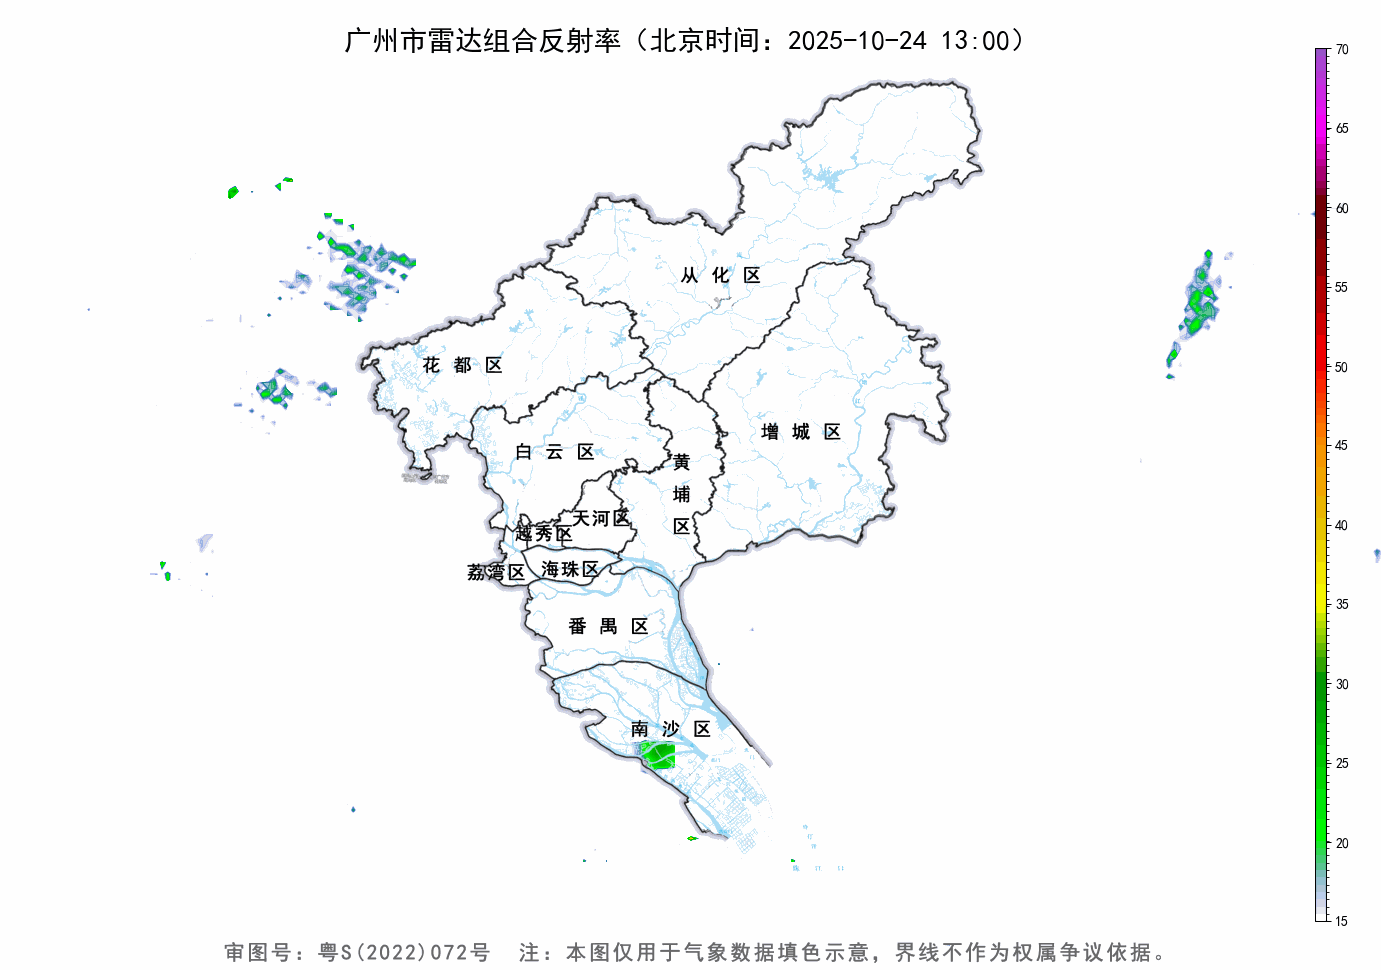 广州市雷达组合反射率（北京时间：2025-10-24 13:00）
70
65
60
55
50
45
40
35
30
25
20
15
从化区
花都区
增城区
白云区
黄埔区
天河区
越秀区
海珠区
荔湾区
番禺区
南沙区
审图号：粤S(2022)072号 注：本图仅用于气象数据填色示意，界线不作为权属争议依据。